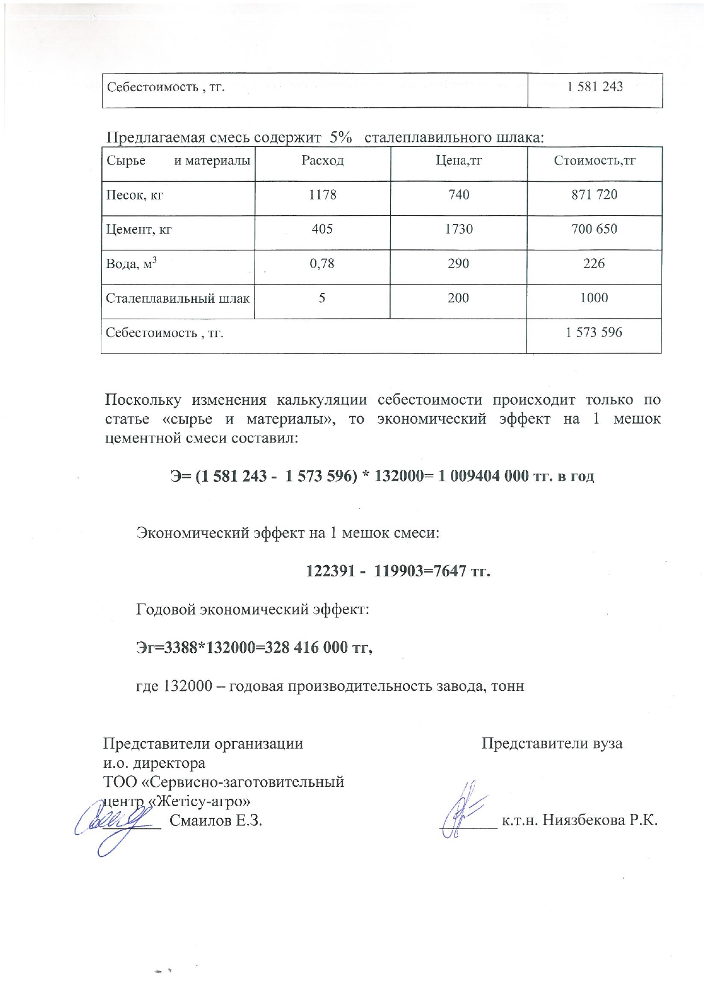 Себестоимость , тг. 1 581 243
Предлагаемая смесь содержит 5% сталеплавильного шлака:
Сырье и материалы Расход Цена,тг Стоимость,тг
Песок, кг 1178 740 871 720
Цемент, кг 405 1730 700 650
Вода, м³ 0,78 290 226
Сталеплавильный шлак 5 200 1000
Себестоимость , тг. 1 573 596
Поскольку изменения калькуляции себестоимости происходит только по
статье «сырье и материалы», то экономический эффект на 1 мешок
цементной смеси составил:
Э= (1 581 243 - 1 573 596) * 132000= 1 009404 000 тг. в год
Экономический эффект на 1 мешок смеси:
122391 - 119903=7647 тг.
Годовой экономический эффект:
Эг=3388*132000=328 416 000 тг,
где 132000 – годовая производительность завода, тонн
Представители организации Представители вуза
и.о. директора
ТОО «Сервисно-заготовительный
центр «Жетісу-агро»
Смаилов Е.З. к.т.н. Ниязбекова Р.К.